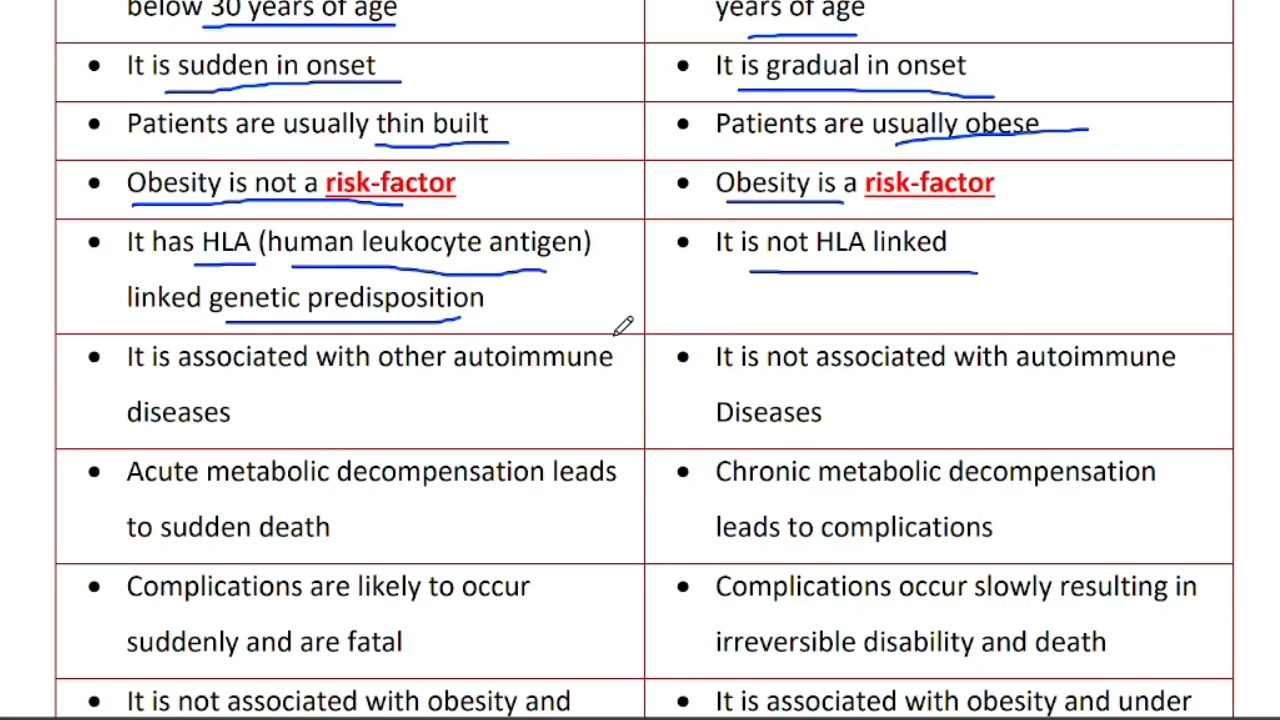 below 30 years of age
years of age
• It is sudden in onset
• It is gradual in onset
• Patients are usually thin built
• Patients are usually obese
• Obesity is not a risk-factor
• Obesity is a risk-factor
• It has HLA (human leukocyte antigen)
linked genetic predisposition
• It is not HLA linked
• It is associated with other autoimmune
diseases
• It is not associated with autoimmune
Diseases
• Acute metabolic decompensation leads
to sudden death
• Chronic metabolic decompensation
leads to complications
• Complications are likely to occur
suddenly and are fatal
• Complications occur slowly resulting in
irreversible disability and death
• It is not associated with obesity and
• It is associated with obesity and under